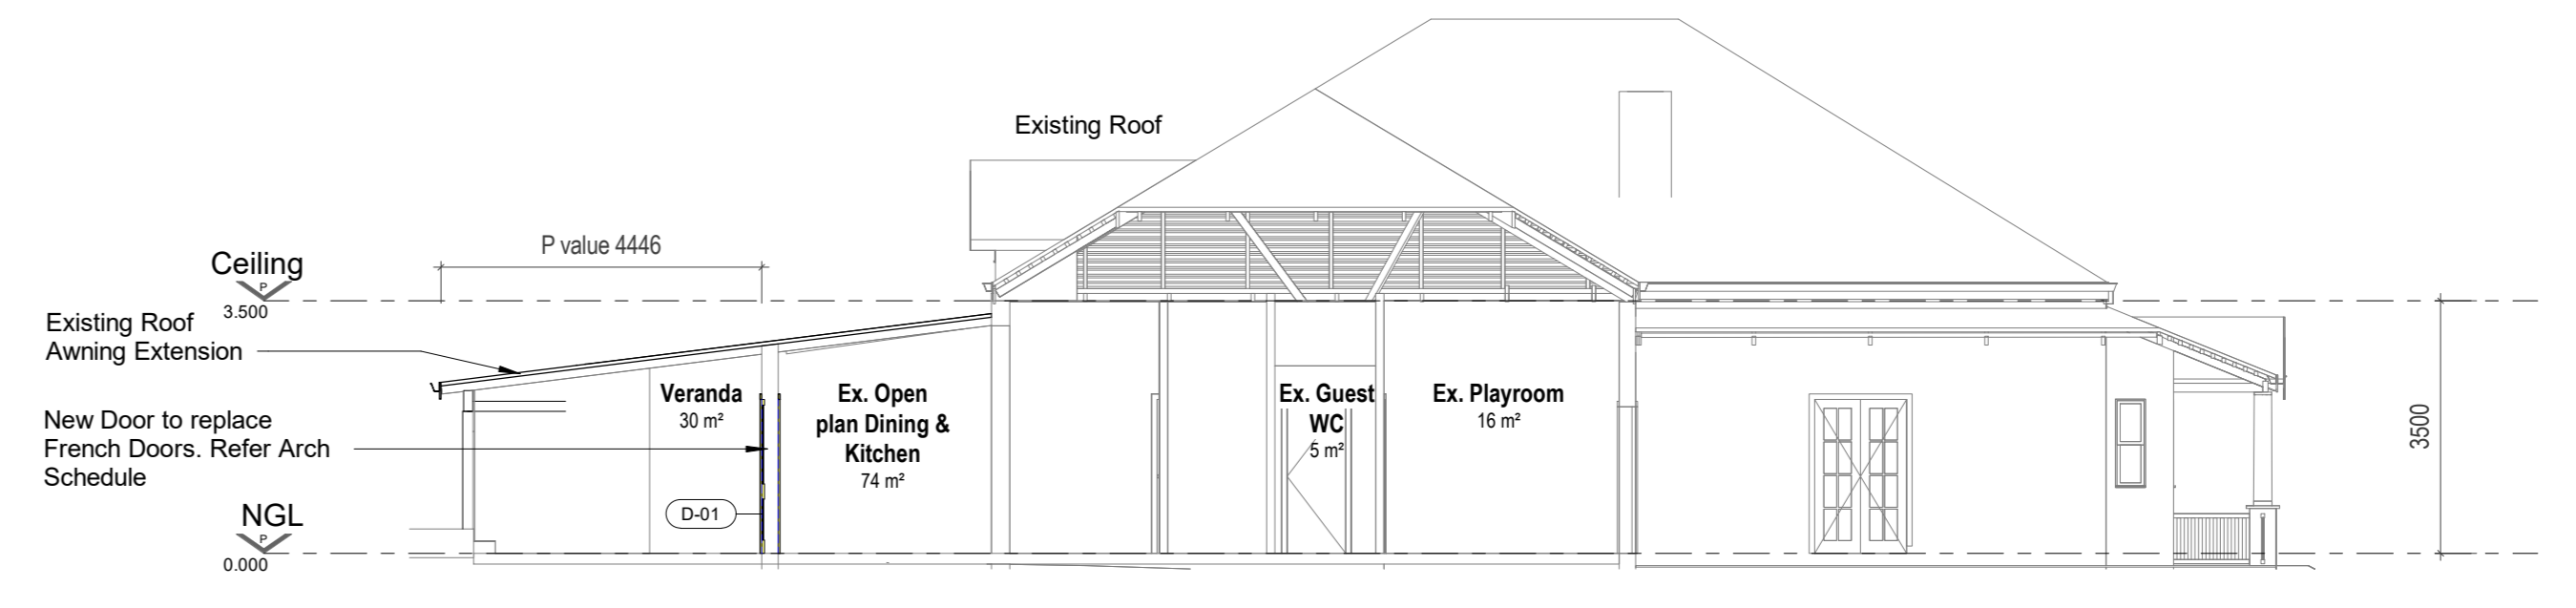 Existing Roof
P value 4446
Ceiling
P
3.500
Existing Roof
Awning Extension
New Door to replace
French Doors. Refer Arch
Schedule
Veranda
30 m²
Ex. Open
plan Dining &
Kitchen
74 m²
Ex. Guest
WC
5 m²
Ex. Playroom
16 m²
3500
D-01
NGL
P
0.000